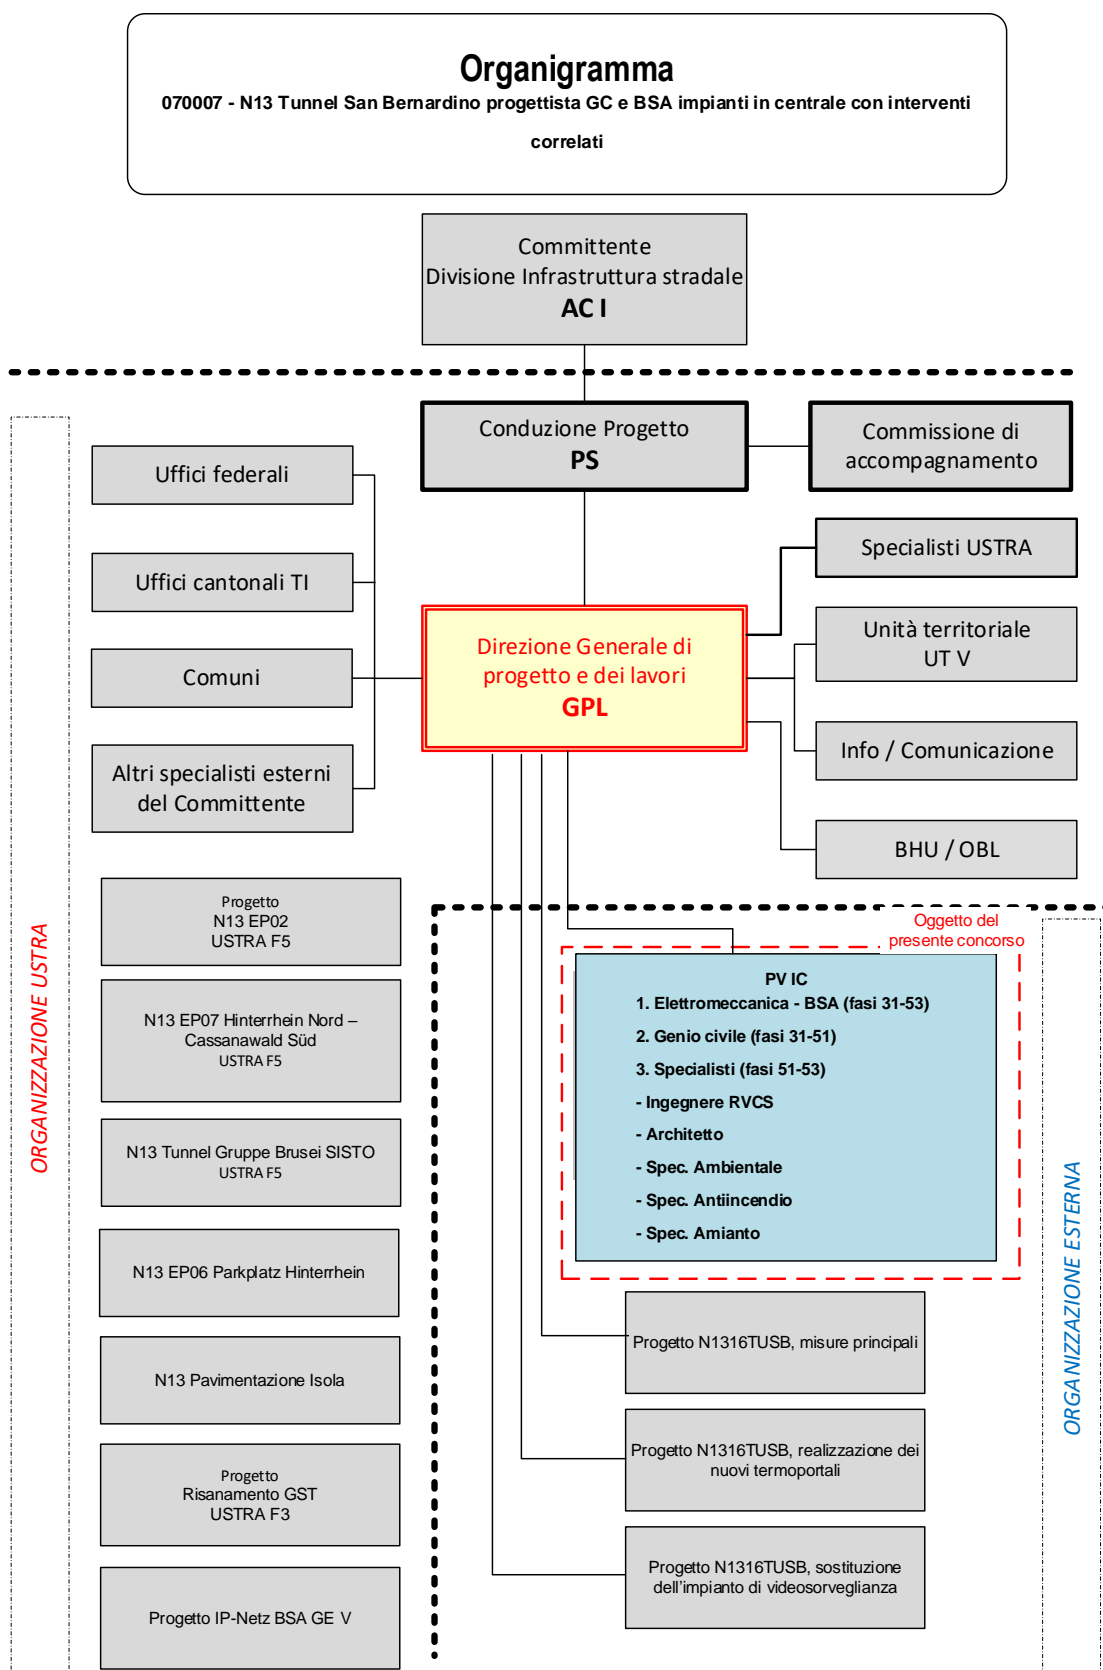 Organigramma
070007 - N13 Tunnel San Bernardino progettista GC e BSA impianti in centrale con interventi
correlati
Committente
Divisione Infrastruttura stradale
AC I
Conduzione Progetto
PS
Commissione di
accompagnamento
Uffici federali
Specialisti USTRA
Uffici cantonali TI
Unità territoriale
UT V
Direzione Generale di
progetto e dei lavori
GPL
Comuni
Info / Comunicazione
Altri specialisti esterni
del Committente
BHU / OBL
ORGANIZZAZIONE USTRA
Progetto
N13 EP02
USTRA F5
N13 EP07 Hinterrhein Nord –
Cassanawald Süd
USTRA F5
N13 Tunnel Gruppe Brusei SISTO
USTRA F5
N13 EP06 Parkplatz Hinterrhein
N13 Pavimentazione Isola
Progetto
Risanamento GST
USTRA F3
Progetto IP-Netz BSA GE V
Oggetto del
presente concorso
PV IC
1. Elettromeccanica - BSA (fasi 31-53)
2. Genio civile (fasi 31-51)
3. Specialisti (fasi 51-53)
- Ingegnere RVCS
- Architetto
- Spec. Ambientale
- Spec. Antiincendio
- Spec. Amianto
Progetto N1316TUSB, misure principali
Progetto N1316TUSB, realizzazione dei
nuovi termoportali
Progetto N1316TUSB, sostituzione
dell'impianto di videosorveglianza
ORGANIZZAZIONE ESTERNA